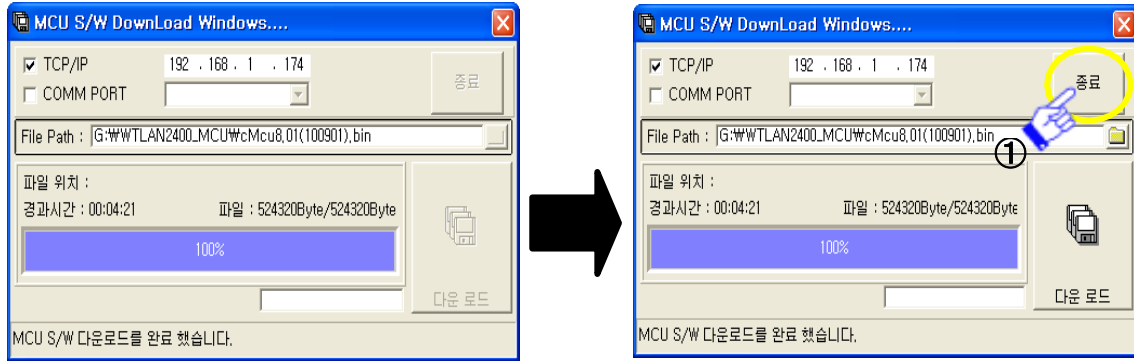 MCU S/W DownLoad Windows....
TCP/IP
192 . 168 . 1 . 174
COMM PORT
종료
File Path : G:₩WTLAN2400_MCU₩cMcu8.01(100901).bin
파일 위치 :
경과시간 : 00:04:21 파일 : 524320Byte/524320Byte
100%
다운 로드
MCU S/W 다운로드를 완료 했습니다.
MCU S/W DownLoad Windows....
TCP/IP
192 . 168 . 1 . 174
COMM PORT
종료
File Path : G:₩WTLAN2400_MCU₩cMcu8.01(100901).bin
①
파일 위치 :
경과시간 : 00:04:21 파일 : 524320Byte/524320Byte
100%
다운 로드
MCU S/W 다운로드를 완료 했습니다.